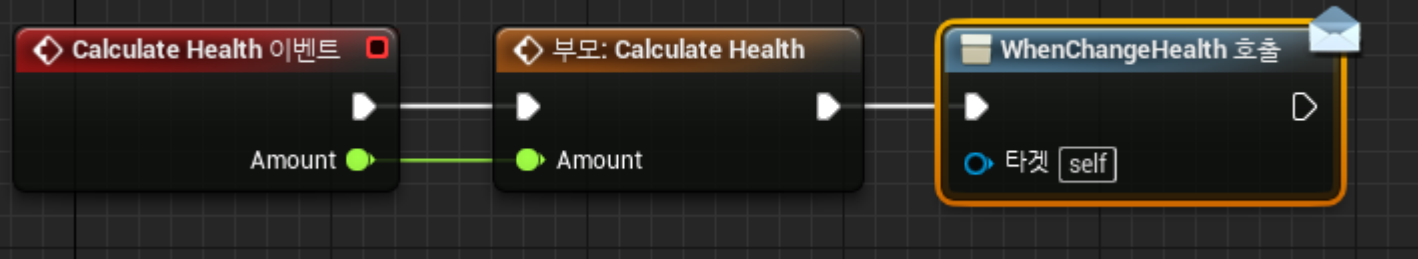 Calculate Health 이벤트
부모: Calculate Health
WhenChangeHealth 호출
Amount
Amount
타겟 self